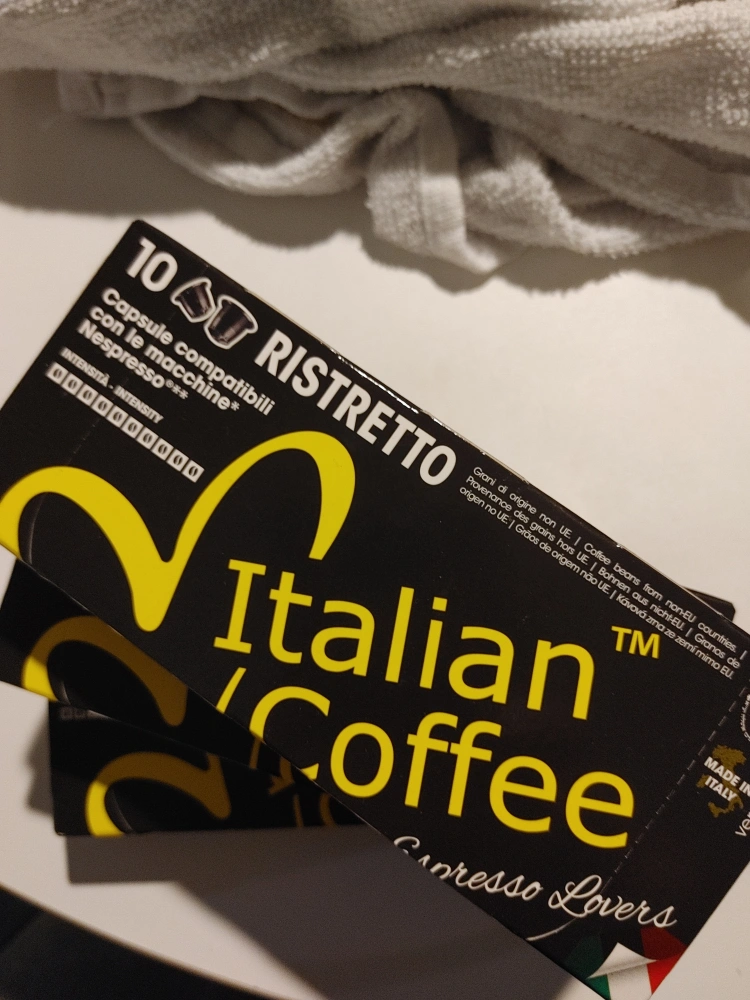 10
RISTRETTO
Capsule compatibili
con le macchine*
Nespresso®**
INTENSITÀ - INTENSITY
Grani di origine non UE. | Coffee beans from non-EU countries. |
Provenance des grains hors UE. | Bohnen aus nicht-EU. | Granos de
origen no UE. | Grãos de origem não UE. | Kávová zrna ze zemí mimo EU.
Italian™
Coffee
Espresso Lovers
MADE IN
ITALY